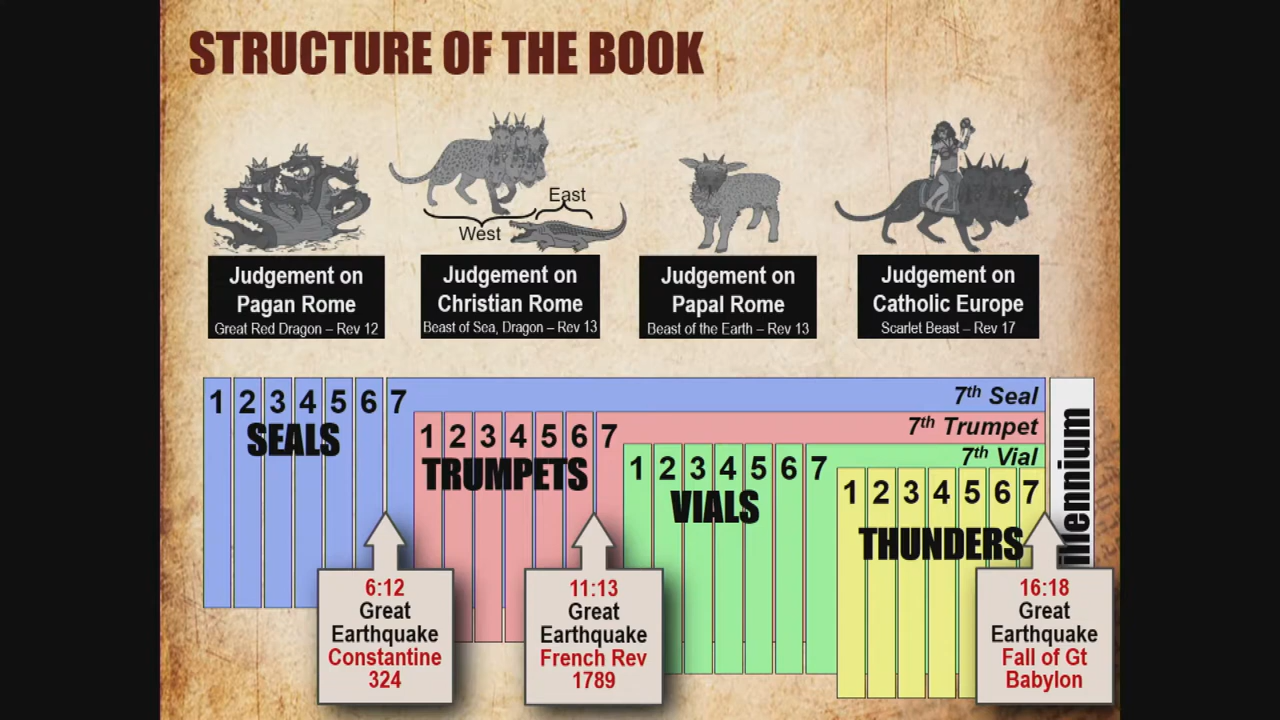 STRUCTURE OF THE BOOK
East
West
Judgement on
Pagan Rome
Great Red Dragon – Rev 12
Judgement on
Christian Rome
Beast of Sea, Dragon – Rev 13
Judgement on
Papal Rome
Beast of the Earth – Rev 13
Judgement on
Catholic Europe
Scarlet Beast – Rev 17
1 2 3 4 5 6 7
SEALS
7th Seal
1 2 3 4 5 6 7
TRUMPETS
7th Trumpet
1 2 3 4 5 6 7
VIALS
7th Vial
1 2 3 4 5 6 7
THUNDERS
6:12
Great
Earthquake
Constantine
324
11:13
Great
Earthquake
French Rev
1789
16:18
Great
Earthquake
Fall of Gt
Babylon